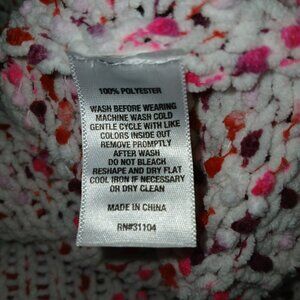 100% POLYESTER
WASH BEFORE WEARING
MACHINE WASH COLD
GENTLE CYCLE WITH LIKE
COLORS INSIDE OUT
REMOVE PROMPTLY
AFTER WASH
DO NOT BLEACH
RESHAPE AND DRY FLAT
COOL IRON IF NECESSARY
OR DRY CLEAN
MADE IN CHINA
RN#31104